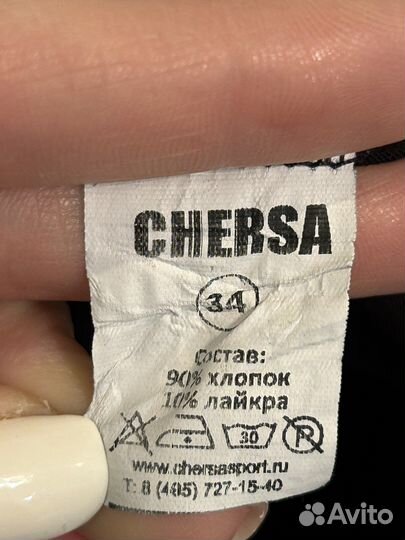 CHERSA
34
состав:
90% хлопок
10% лайкра
30 P
www.chersasport.ru
Т: 8 (495) 727-15-40
Avito